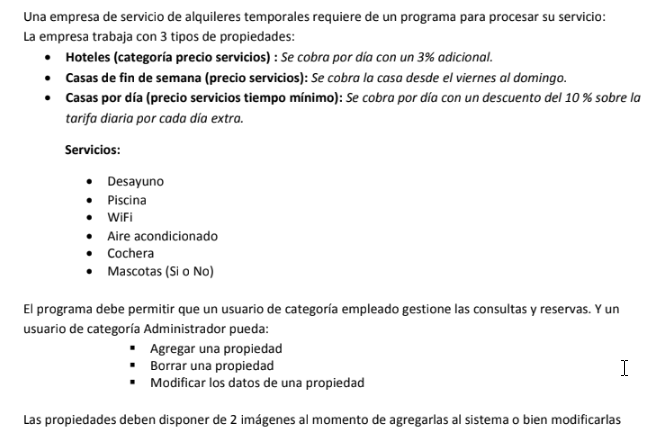 Una empresa de servicio de alquileres temporales requiere de un programa para procesar su servicio:
La empresa trabaja con 3 tipos de propiedades:
• Hoteles (categoría precio servicios) : Se cobra por día con un 3% adicional.
• Casas de fin de semana (precio servicios): Se cobra la casa desde el viernes al domingo.
• Casas por día (precio servicios tiempo mínimo): Se cobra por día con un descuento del 10 % sobre la
tarifa diaria por cada día extra.
Servicios:
• Desayuno
• Piscina
• WiFi
• Aire acondicionado
• Cochera
• Mascotas (Si o No)
El programa debe permitir que un usuario de categoría empleado gestione las consultas y reservas. Y un
usuario de categoría Administrador pueda:
▪ Agregar una propiedad
▪ Borrar una propiedad
▪ Modificar los datos de una propiedad
Las propiedades deben disponer de 2 imágenes al momento de agregarlas al sistema o bien modificarlas